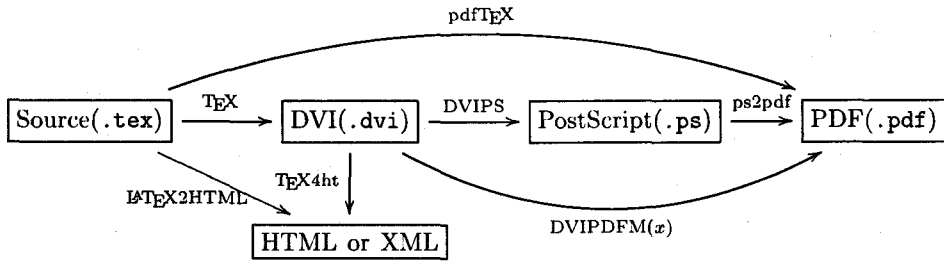 pdfTEX
TEX
DVIPS
ps2pdf
Source(.tex)
DVI(.dvi)
PostScript(.ps)
PDF(.pdf)
LATEX2HTML
TEX4ht
DVIPDFM(x)
HTML or XML